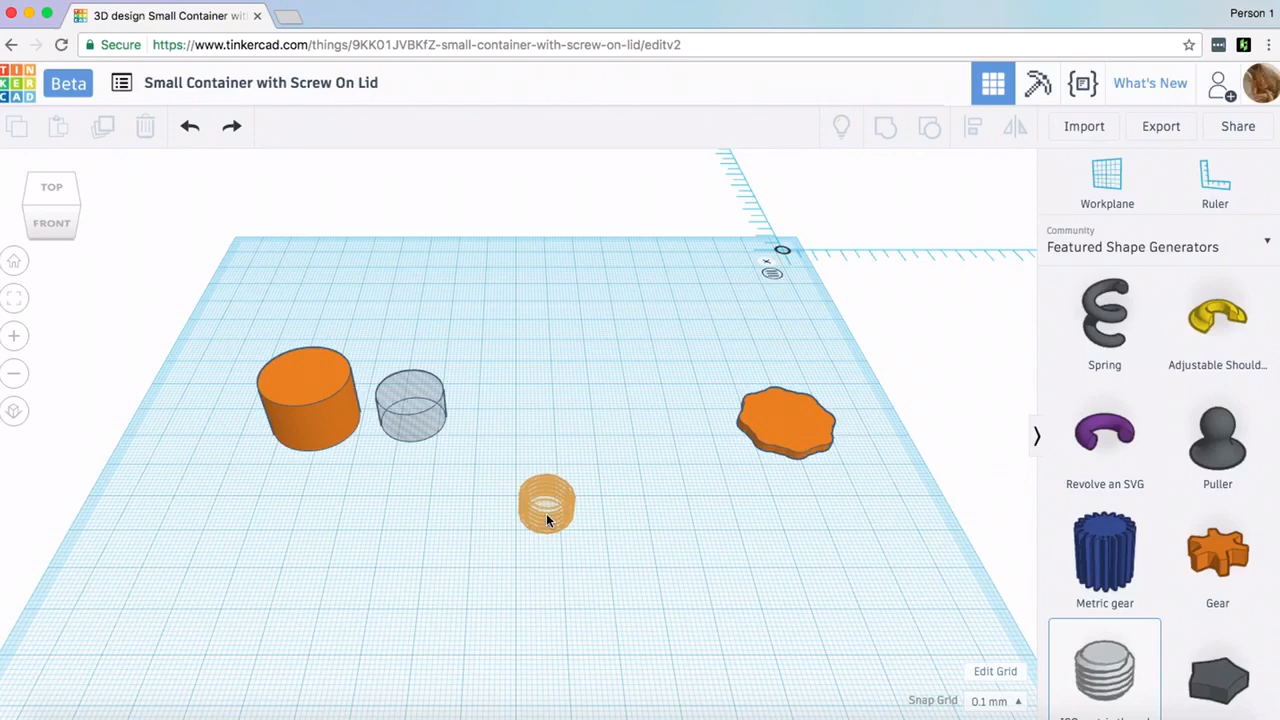 3D design Small Container wit
Person 1
Secure
https://www.tinkercad.com/things/9KK01JVBKfZ-small-container-with-screw-on-lid/editv2
TIN
KER
CAD
Beta
Small Container with Screw On Lid
What's New
Import
Export
Share
TOP
FRONT
Workplane
Ruler
Community
Featured Shape Generators
Spring
Adjustable Should...
Revolve an SVG
Puller
Metric gear
Gear
Edit Grid
Snap Grid
0.1 mm